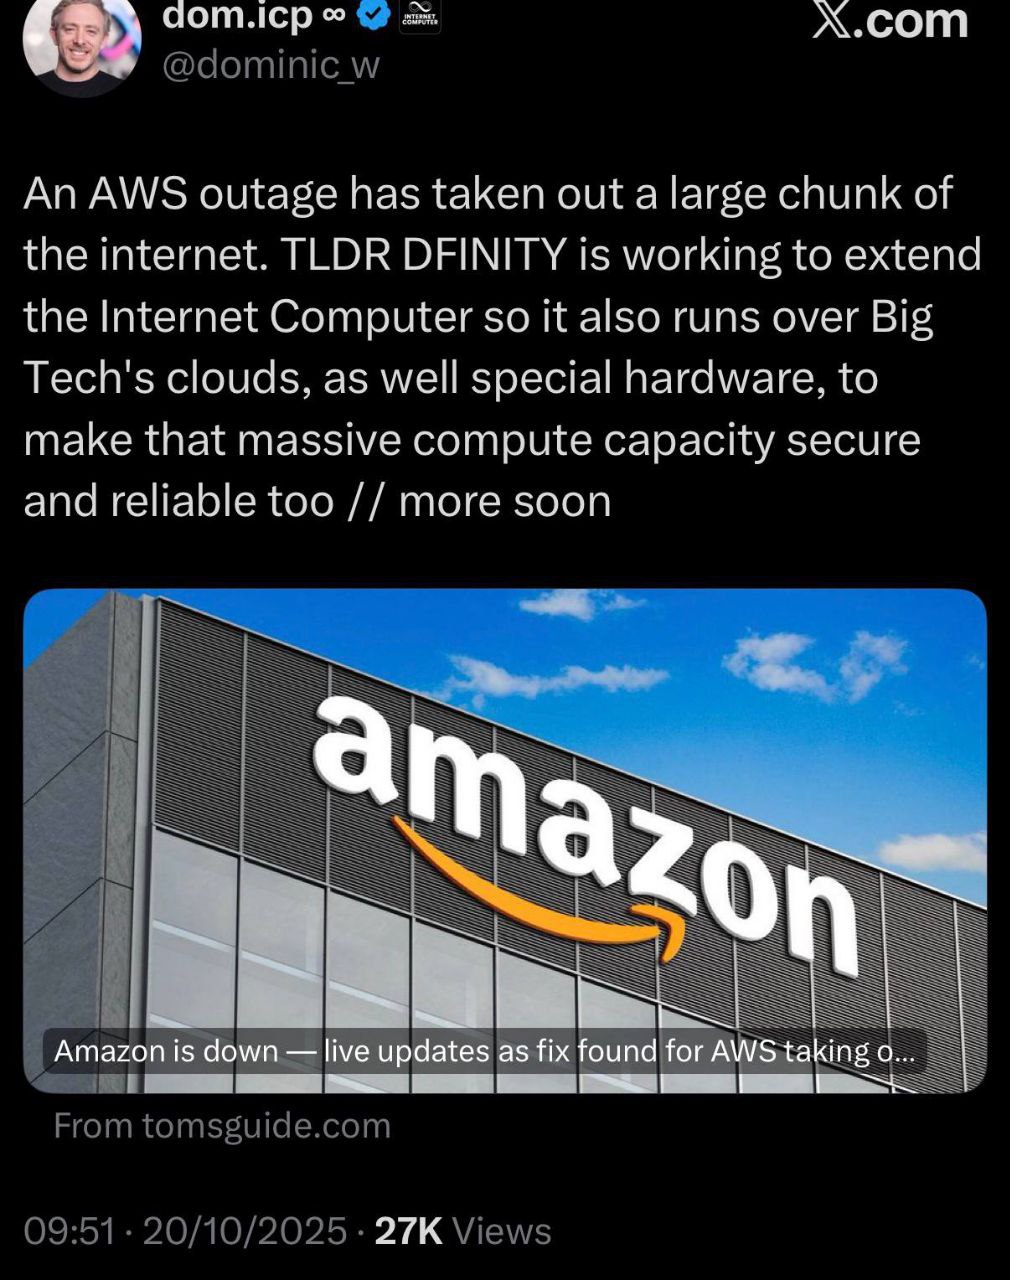 dom.icp ∞
INTERNET
COMPUTER
X.com
@dominic_w
An AWS outage has taken out a large chunk of
the internet. TLDR DFINITY is working to extend
the Internet Computer so it also runs over Big
Tech's clouds, as well special hardware, to
make that massive compute capacity secure
and reliable too // more soon
amazon
Amazon is down — live updates as fix found for AWS taking o...
From tomsguide.com
09:51 · 20/10/2025 · 27K Views